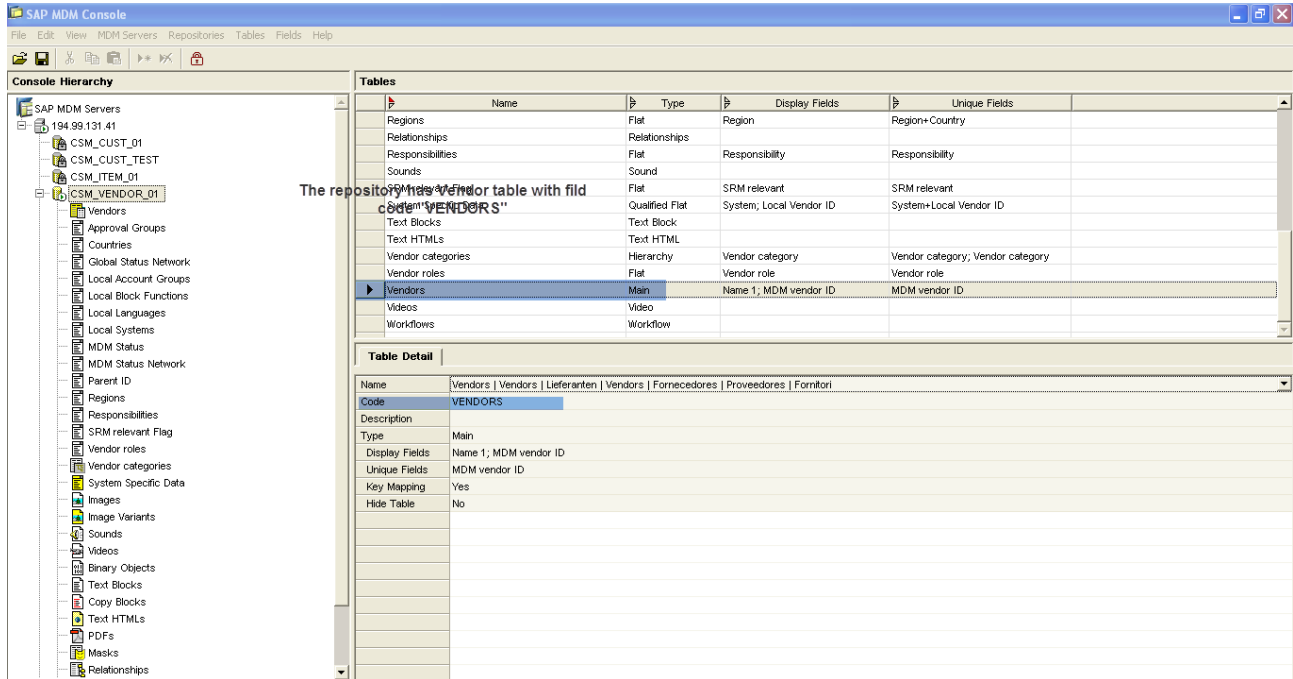 SAP MDM Console
File Edit View MDM Servers Repositories Tables Fields Help
Console Hierarchy
SAP MDM Servers
194.99.131.41
CSM_CUST_01
CSM_CUST_TEST
CSM_ITEM_01
CSM_VENDOR_01
Vendors
Approval Groups
Countries
Global Status Network
Local Account Groups
Local Block Functions
Local Languages
Local Systems
MDM Status
MDM Status Network
Parent ID
Regions
Responsibilities
SRM relevant Flag
Vendor roles
Vendor categories
System Specific Data
Images
Image Variants
Sounds
Videos
Binary Objects
Text Blocks
Copy Blocks
Text HTMLs
PDFs
Masks
Relationships
Tables
Name Type Display Fields Unique Fields
Regions Flat Region Region+Country
Relationships Relationships
Responsibilities Flat Responsibility Responsibility
Sounds Sound
The repository has Vendor table with fild
code "VENDORS"
SRM relevant Flag Flat SRM relevant SRM relevant
System Specific Data Qualified Flat System; Local Vendor ID System+Local Vendor ID
Text Blocks Text Block
Text HTMLs Text HTML
Vendor categories Hierarchy Vendor category Vendor category; Vendor category
Vendor roles Flat Vendor role Vendor role
Vendors Main Name 1; MDM vendor ID MDM vendor ID
Videos Video
Workflows Workflow
Table Detail
Name Vendors | Vendors | Lieferanten | Vendors | Fornecedores | Proveedores | Fornitori
Code VENDORS
Description
Type Main
Display Fields Name 1; MDM vendor ID
Unique Fields MDM vendor ID
Key Mapping Yes
Hide Table No